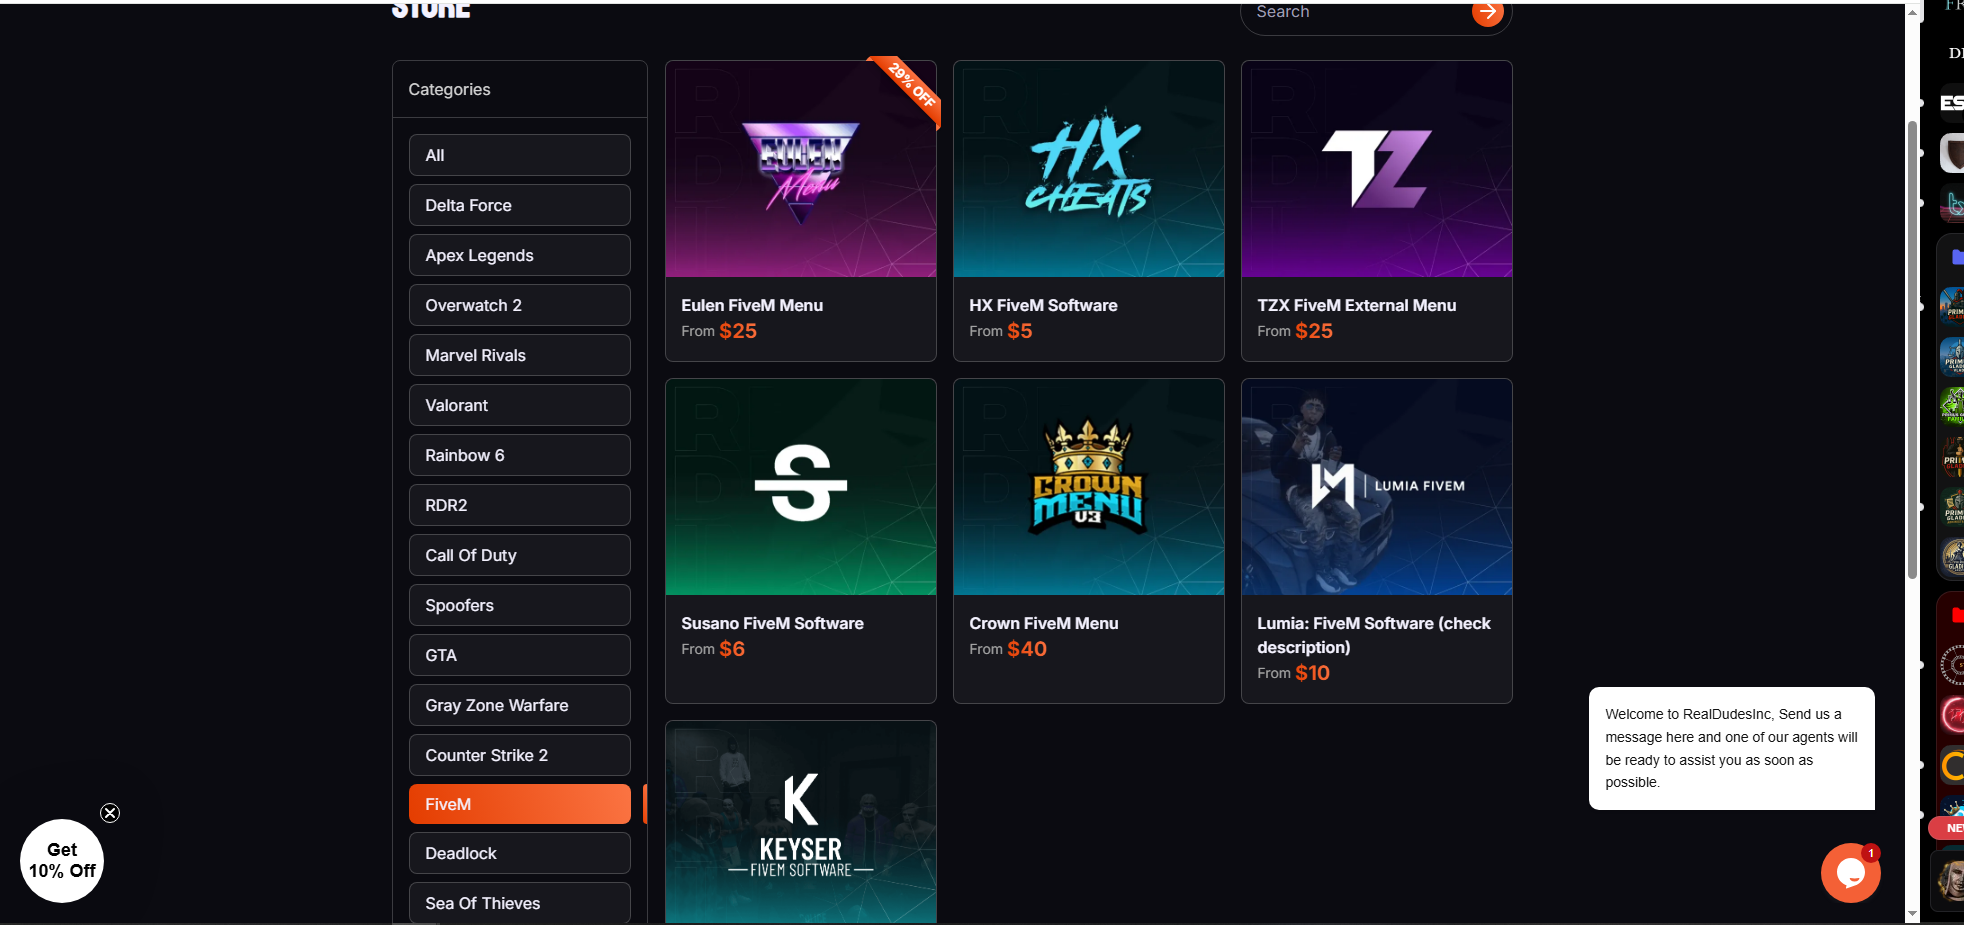 STORE
Search
Categories
All
Delta Force
Apex Legends
Overwatch 2
Marvel Rivals
Valorant
Rainbow 6
RDR2
Call Of Duty
Spoofers
GTA
Gray Zone Warfare
Counter Strike 2
FiveM
Deadlock
Sea Of Thieves
29% OFF
EULEN
Menu
Eulen FiveM Menu
From $25
HX
CHEATS
HX FiveM Software
From $5
TZ
TZX FiveM External Menu
From $25
S
Susano FiveM Software
From $6
CROWN
MENU
V3
Crown FiveM Menu
From $40
LUMIA FIVEM
Lumia: FiveM Software (check
description)
From $10
K
KEYSER
FIVEM SOFTWARE
Get
10% Off
Welcome to RealDudesInc, Send us a
message here and one of our agents will
be ready to assist you as soon as
possible.
1